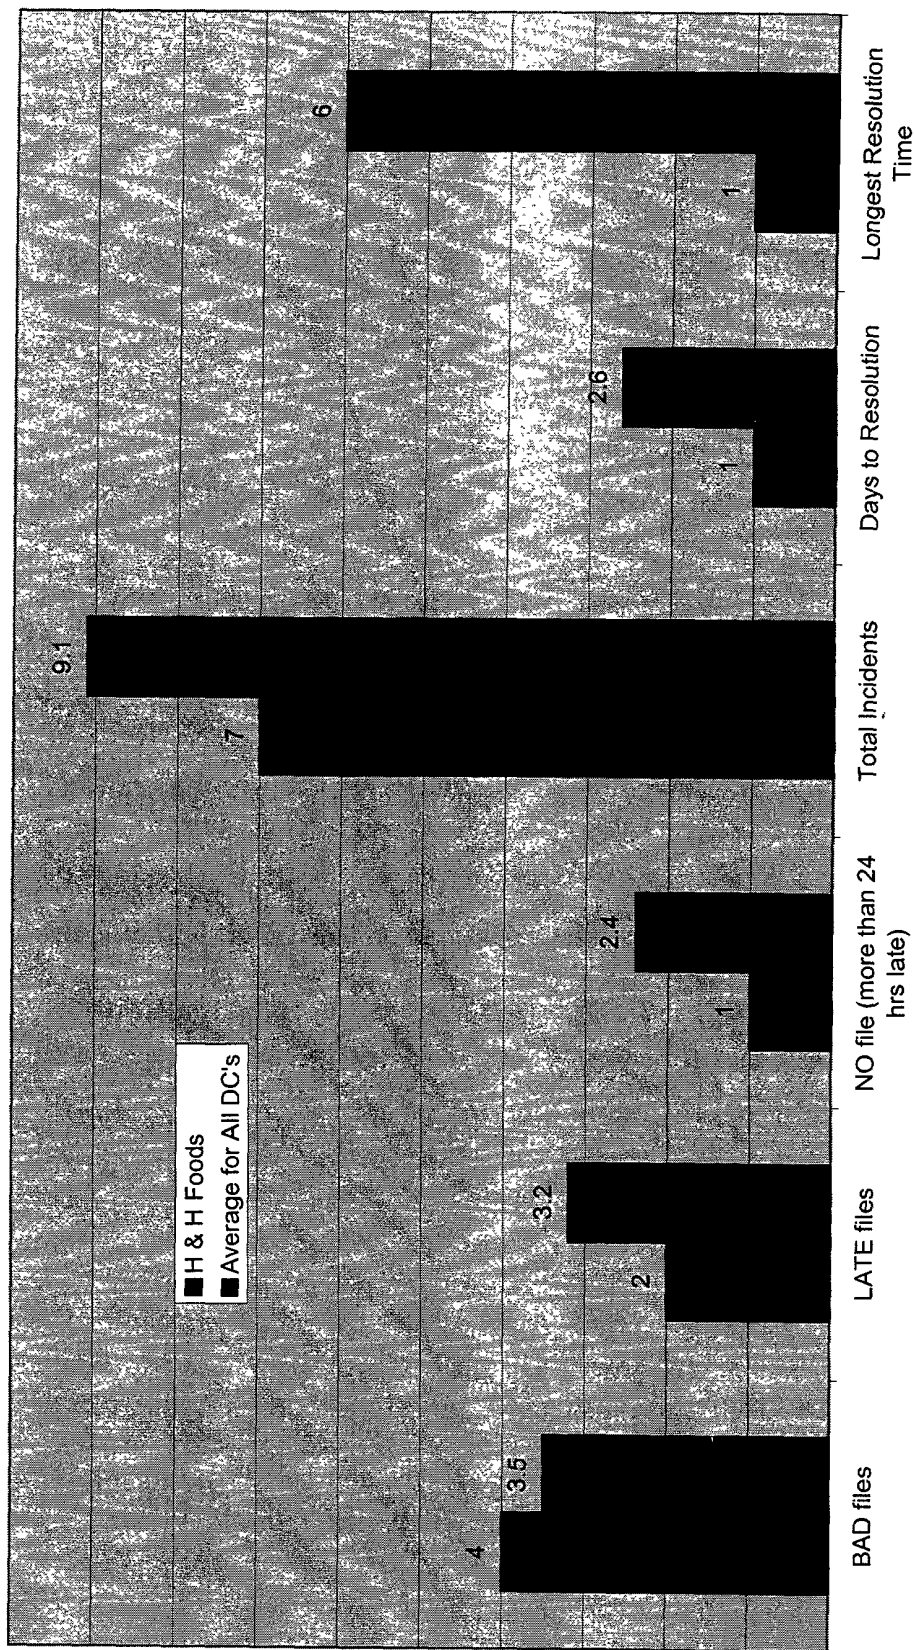 H & H Foods
Average for All DC's
4
3.5
2
3.2
1
2.4
7
9.1
1
2.6
1
6
BAD files
LATE files
NO file (more than 24
hrs late)
Total Incidents
Days to Resolution
Longest Resolution
Time